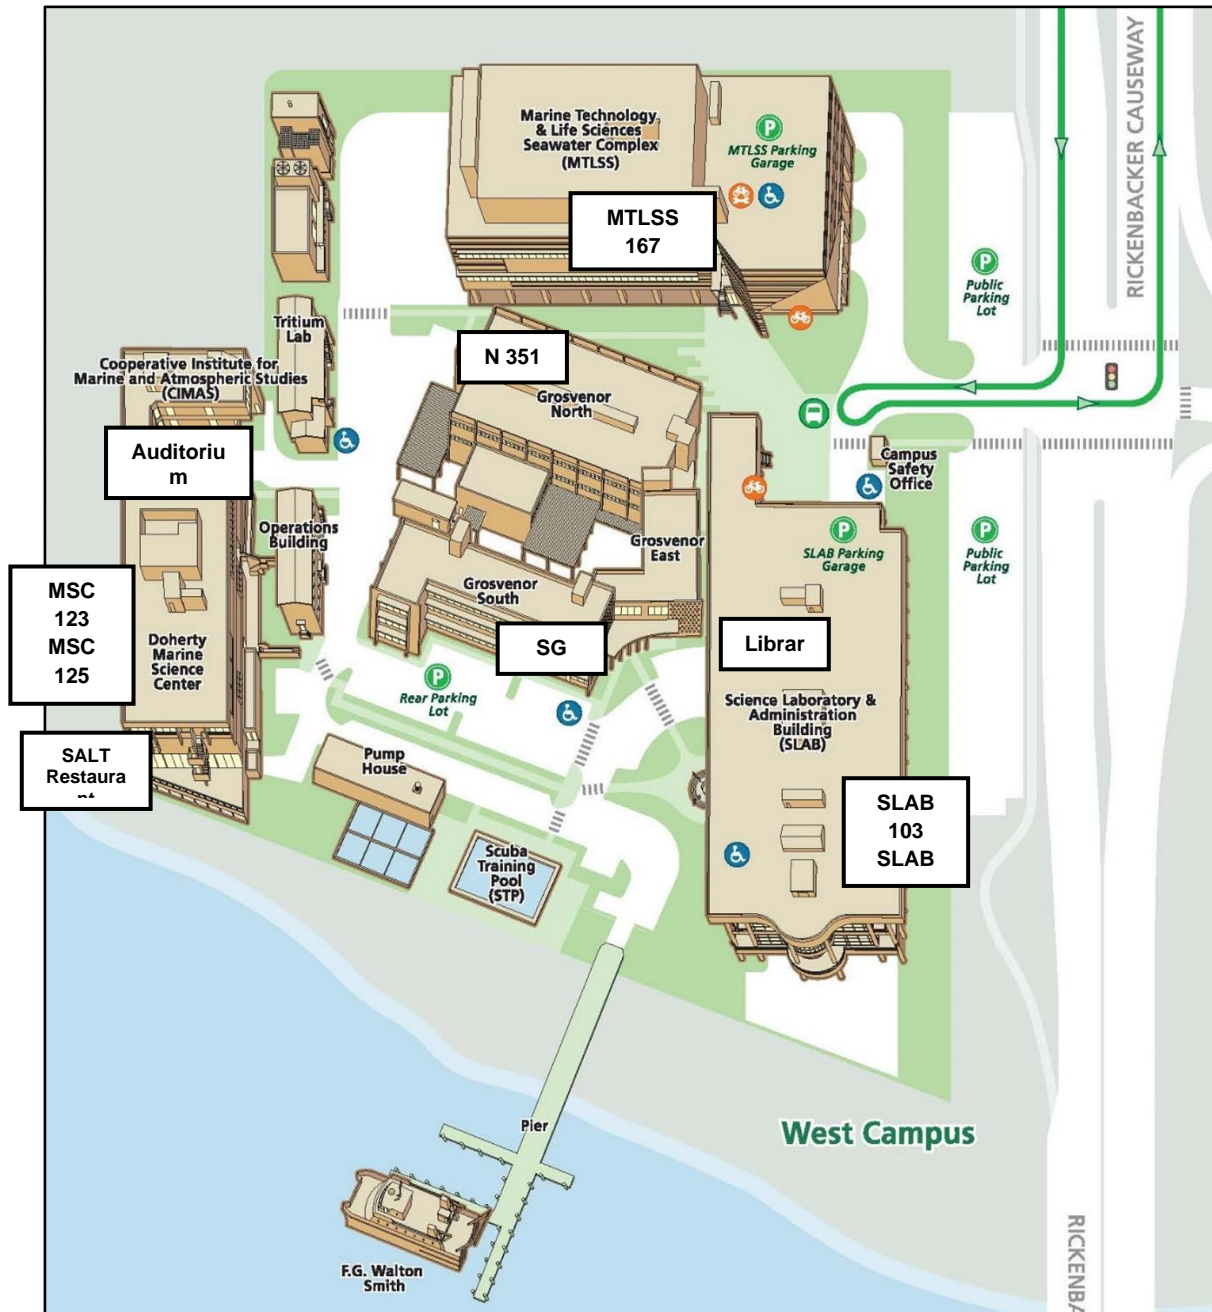 RICKENBACKER CAUSEWAY
Marine Technology
& Life Sciences
Seawater Complex
(MTLSS)
P
MTLSS Parking
Garage
MTLSS
167
P
Public
Parking
Lot
Tritium
Lab
Cooperative Institute for
Marine and Atmospheric Studies
(CIMAS)
N 351
Grosvenor
North
Auditoriu
m
Campus
Safety
Office
Operations
Building
Grosvenor
East
P
SLAB Parking
Garage
P
Public
Parking
Lot
MSC
123
MSC
125
Doherty
Marine
Science
Center
Grosvenor
South
SG
Librar
P
Rear Parking
Lot
Science Laboratory &
Administration
Building
(SLAB)
SALT
Restaura
Pump
House
SLAB
103
SLAB
Scuba
Training
Pool
(STP)
Pier
West Campus
F.G. Walton
Smith
RICKENBA